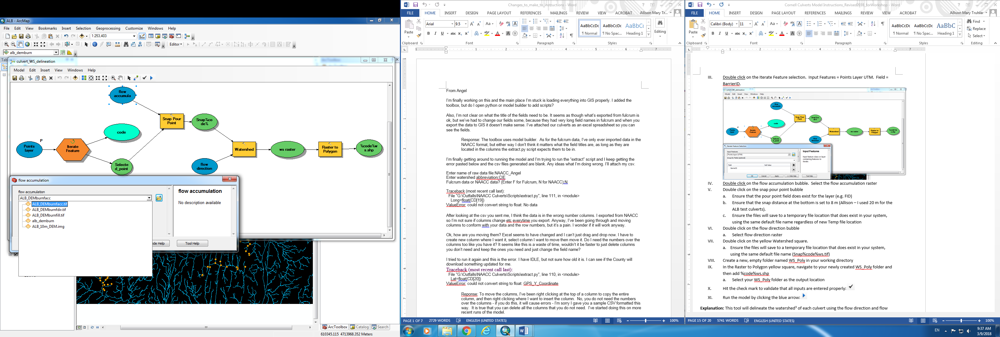 ALB - ArcMap
File Edit View Bookmarks Insert Selection Geoprocessing Customize Windows Help
1:253,403
Editor
alb_demburn
culvert_WS_delineation
Model Edit Insert View Windows Help
flow
accumula
Snap Pour
Point
Snap%co
de%
code
P
Points
layer
Iterate
Feature
Watershed
ws raster
Raster to
Polygon
%code%w
s.shp
Selecte
d_point
flow
direction
flow accumulation
flow accumulation
ALB_DEMburnfacc
ALB_DEMburnfacc.tif
ALB_DEMburnfdir.tif
ALB_DEMburnfill.tif
alb_demburn
ALB_10m_DEM.img
flow accumulation
No description available
ide Help
Tool Help
ArcToolbox Catalog Search
610345.115 4713968.352 Meters
Changes_to_make_to_instructions - Word
FILE HOME INSERT DESIGN PAGE LAYOUT REFERENCES MAILINGS REVIEW VIEW ACROBAT Allison Mary Tr...
Paste
Arial 9.5
AaBbCcDc AaBbCcDc AaBbC
¶ Normal ¶ No Spac... Heading 1
Editing
Clipboard Font Paragraph Styles
From Angel
I'm finally working on this and the main place I'm stuck is loading everything into GIS properly. I added the
toolbox, but do I open python or model builder to add scripts?
Also, I'm not clear on what the title of the fields need to be. It seems as though what's exported from fulcrum is
ok, but we've had to change our fields some, because they had very long field names in fulcrum and when you
export the data to GIS it doesn't make sense. I've attached our culverts as an excel spreadsheet so you can
see the fields.
Response: The toolbox uses model builder. As for the fulcrum data, I've only ever imported data in the
NAACC format, but either way I don't think it matters what the field titles are, as long as they are
located in the columns the extract.py script expects them to be in.
I'm finally getting around to running the model and I'm trying to run the "extract" script and I keep getting the
error pasted below and the csv files generated are blank. Any ideas what I'm doing wrong. I'll attach my csv.
Enter name of raw data file:NAACC_Angel
Enter watershed abbreviation:CIE
Fulcrum data or NAACC data? (Enter F for Fulcrum, N for NAACC):N
Traceback (most recent call last):
File "G:\Outfalls\NAACC Culverts\Scripts\extract.py", line 111, in <module>
Long=float(CD[19])
ValueError: could not convert string to float: No data
After looking at the csv you sent me, I think the data is in the wrong number columns. I exported from NAACC
so I'm not sure if columns change etc everytime you export. Anyway, I've been going through and moving
columns to conform with your data and the row numbers, but it's a pain. I wonder if it will work anyway.
Ok, how are you moving them? Excel seems to have changed and I can't just drag and drop now. I have to
create new column where I want it, select column I want to move then move it. Do I need the numbers over the
columns too like you have it? It seems like this is a waste of time, wouldn't it be faster to just delete columns
you don't need and keep the ones you need and just change the field name?
I tried to run it again and this is the error. I have IDLE, but not sure how old it is. I can see if the County will
download something updated for me.
Traceback (most recent call last):
File "G:\Outfalls\NAACC Culverts\Scripts\extract.py", line 110, in <module>
Lat=float(CD[20])
ValueError: could not convert string to float: GPS_Y_Coordinate
Reponse: To move the columns, I've been right clicking at the top of a column to copy the entire
column, and then right clicking where I want to insert the column. No, you do not need the numbers
over the columns - if you do this, it will cause errors - I'm sorry I gave you a sample CSV formatted this
way. It is true that you can delete all the columns that you do not need. I've started doing this on more
recent runs of the model.
PAGE 1 OF 7 2729 WORDS ENGLISH (UNITED STATES) 100%
Cornell Culverts Model Instructions_Revised2018_forWorkshop - Word
FILE HOME INSERT DESIGN PAGE LAYOUT REFERENCES MAILINGS REVIEW VIEW ACROBAT Allison Mary Truhlar
Paste
Calibri (Body) 11
AaBbCcDc AaBbCcDc AaBbC
¶ Normal ¶ No Spac... Heading 1
Find
Replace
Select
Clipboard Font Paragraph Styles Editing
III. Double click on the Iterate Feature selection. Input Features = Points Layer UTM. Field =
BarrierID.
culvert_WS_delineation
Model Edit Insert View Windows Help
flow
accumula
Snap Pour
Point
Snap%co
de%
code
P
Points
layer
Iterate
Feature
Watershed
ws raster
Raster to
Polygon
%code%w
s.shp
Selecte
d_point
flow
direction
Iterate Feature Selection
Input Features
Points layer (UTM)
Group By Fields (optional)
Field Null Value
BarrierID
Input Features
Input feature class or layer
containing features to
iterate.
OK Cancel Apply << Hide Help Tool Help
IV. Double click on the flow accumulation bubble. Select the flow accumulation raster
V. Double click on the snap pour point bubble
a. Ensure that the pour point field does exist for the layer (e.g. FID)
b. Ensure that the snap distance at the bottom is set to 8 m (Allison – I used 20 m for the
ALB test culverts).
c. Ensure the files will save to a temporary file location that does exist in your system,
using the same default file name regardless of new Temp file location
VI. Double click on the flow direction bubble
a. Select flow direction raster
VII. Double click on the yellow Watershed square.
a. Ensure the files will save to a temporary file location that does exist in your system,
using the same default file name (Snap%code%ws.tif)
VIII. Create a new, empty folder named WS_Poly in your working directory
IX. In the Raster to Polygon yellow square, navigate to your newly created WS_Poly folder and
then add %code%ws.shp
a. Select your WS_Poly folder as the output location
X. Hit the check mark to validate that all inputs are entered properly:
XI. Run the model by clicking the blue arrow:
Explanation: This tool will delineate the watershed³ of each culvert using the flow direction and flow
PAGE 15 OF 20 5741 WORDS ENGLISH (UNITED STATES) 100%
EN
9:37 AM
3/9/2018